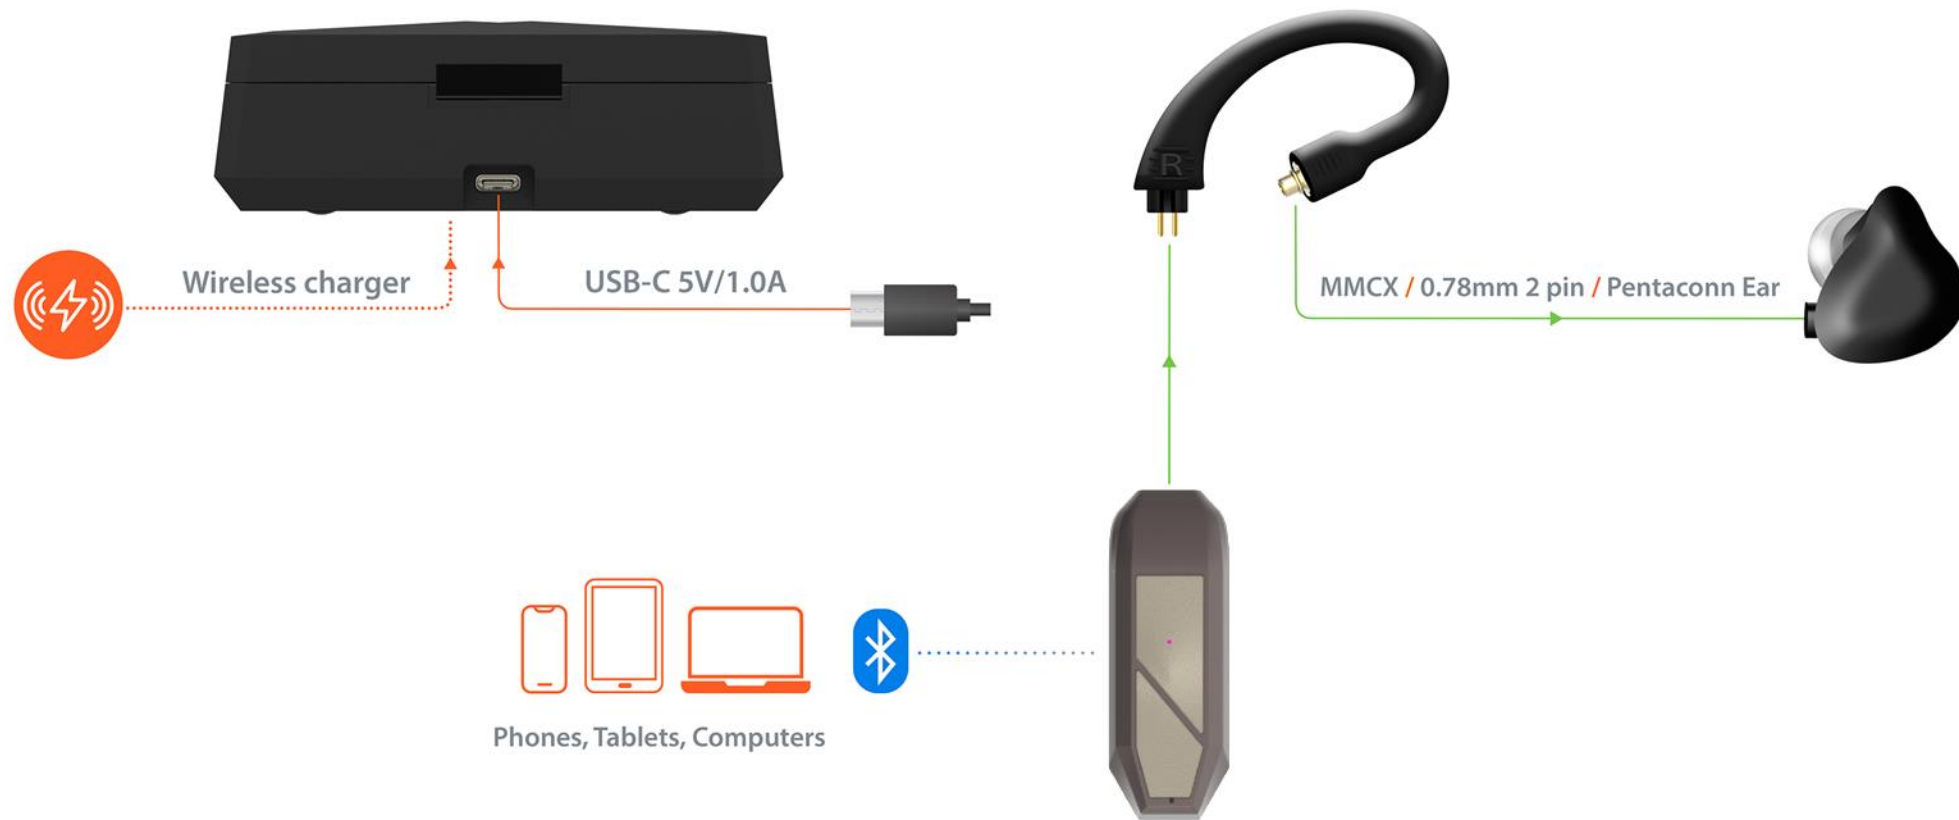 R
Wireless charger
USB-C 5V/1.0A
MMCX / 0.78mm 2 pin / Pentaconn Ear
Phones, Tablets, Computers